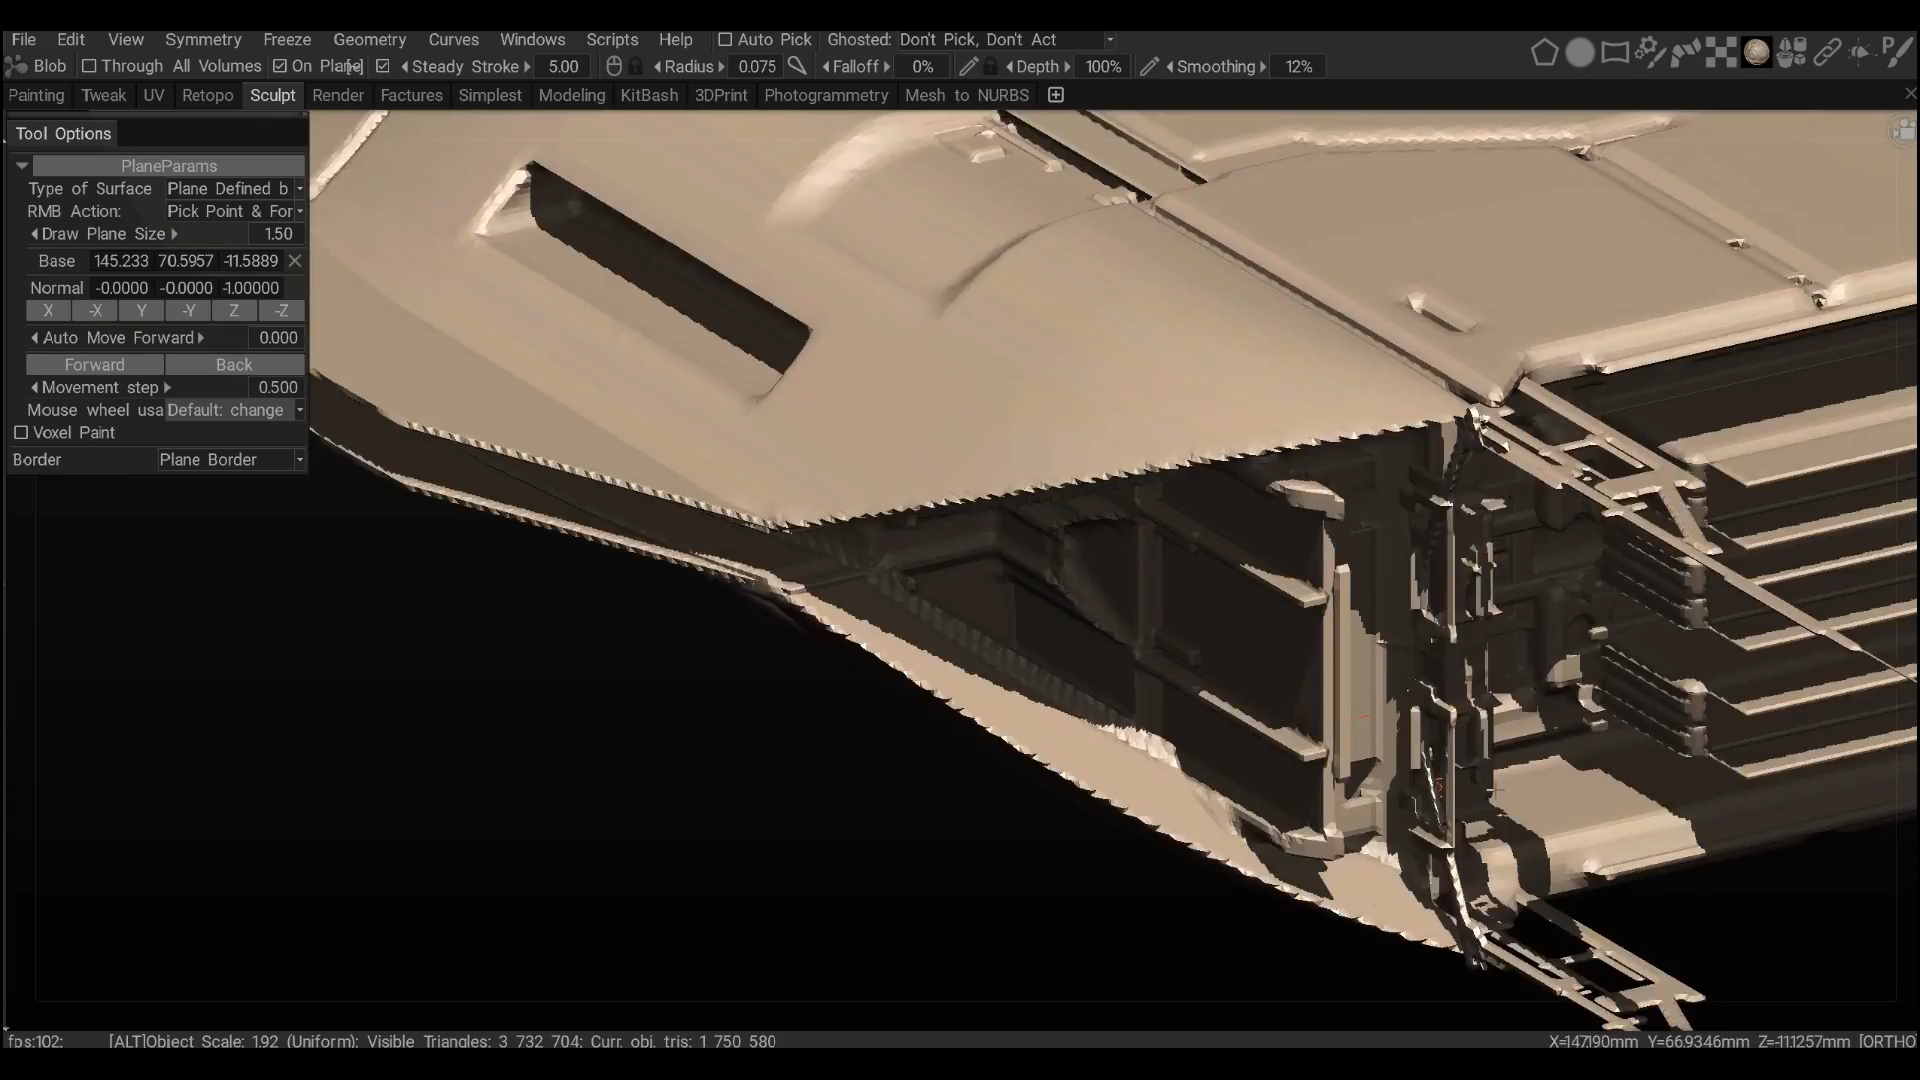 File Edit View Symmetry Freeze Geometry Curves Windows Scripts Help Auto Pick Ghosted: Don't Pick, Don't Act
Blob Through All Volumes On Plane Steady Stroke 5.00 Radius 0.075 Falloff 0% Depth 100% Smoothing 12%
Painting Tweak UV Retopo Sculpt Render Factures Simplest Modeling KitBash 3DPrint Photogrammetry Mesh to NURBS
Tool Options
PlaneParams
Type of Surface Plane Defined b
RMB Action: Pick Point & For
Draw Plane Size 1.50
Base 145.233 70.5957 -11.5889
Normal -0.0000 -0.0000 -1.00000
X -X Y -Y Z -Z
Auto Move Forward 0.000
Forward Back
Movement step 0.500
Mouse wheel usa Default: change
Voxel Paint
Border Plane Border
fps:102; [ALT]Object Scale: 1.92 (Uniform); Visible Triangles: 3 732 704; Curr. obj. tris: 1 750 580 X=147.190mm Y=66.9346mm Z=-11.1257mm [ORTHO